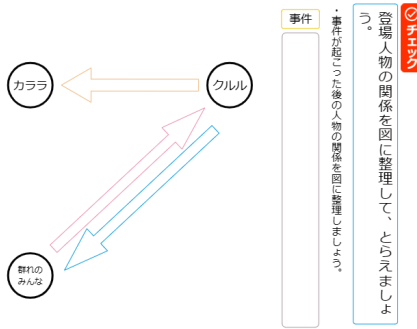 チェック
登場人物の関係を図に整理して、とらえましょ
う。
・事件が起こった後の人物の関係を図に整理しましょう。
事件
クルル
カララ
群れの
みんな